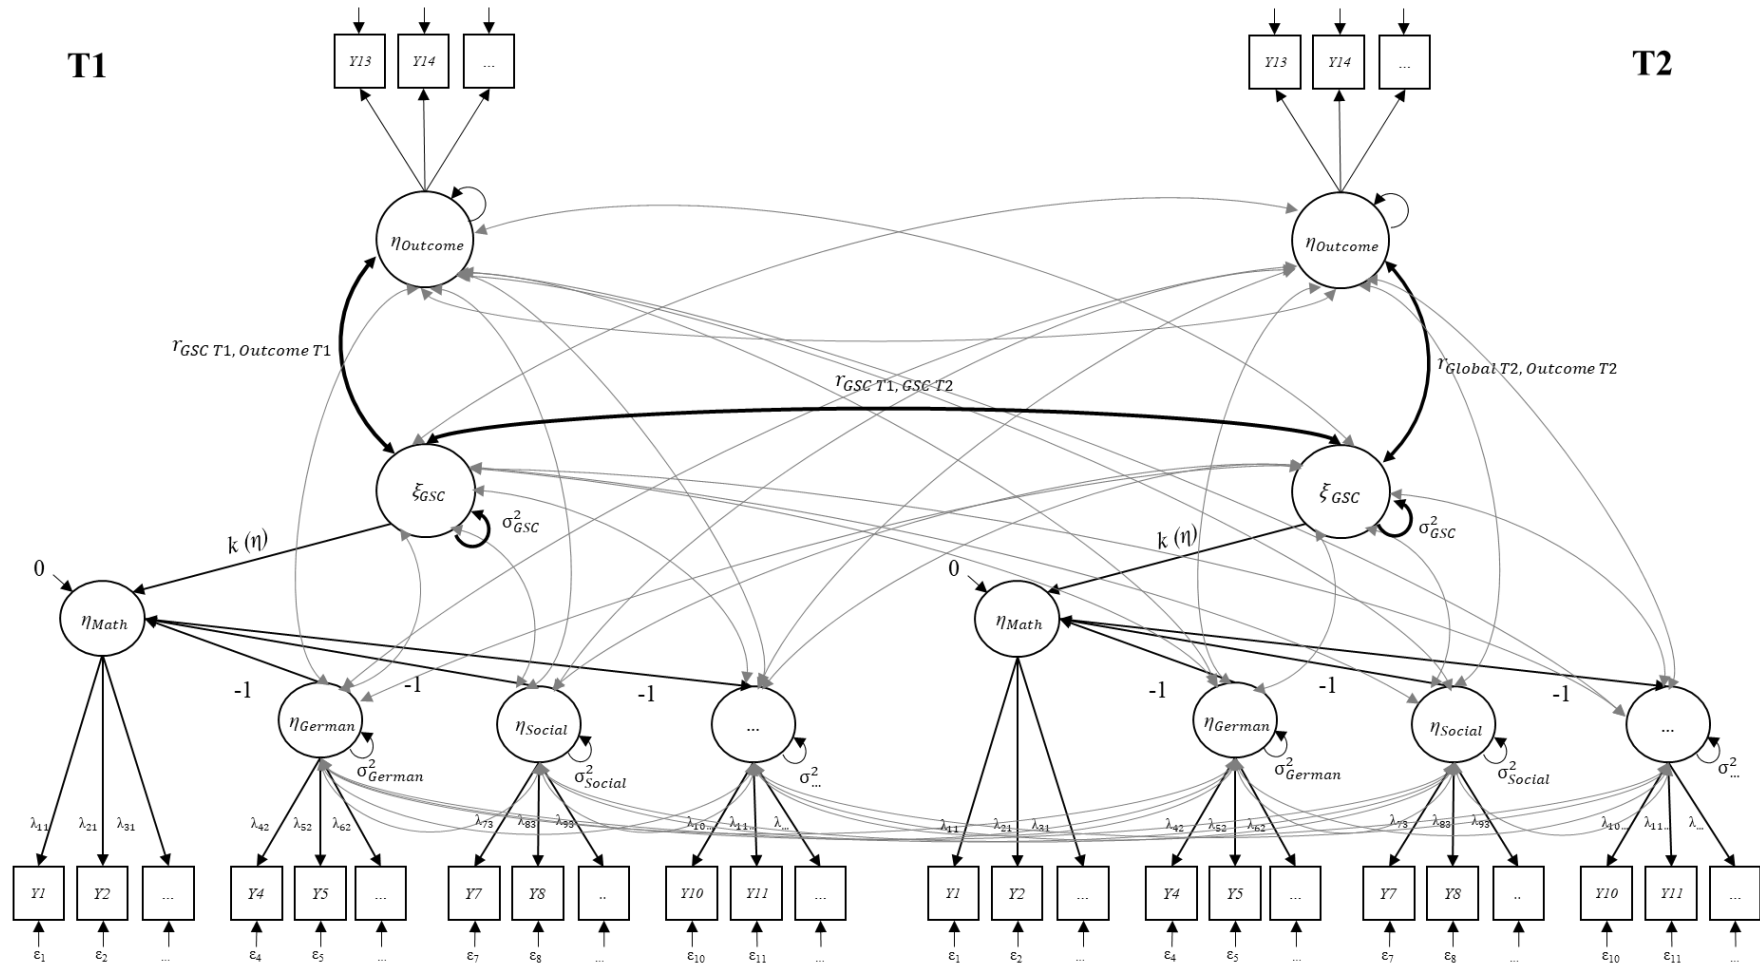 T1
T2
Y13 Y14 ... Y13 Y14 ...
η_Outcome η_Outcome
r_GSC T1, Outcome T1
r_GSC T1, GSC T2
r_Global T2, Outcome T2
ξ_GSC σ²_GSC ξ_GSC σ²_GSC
k (η) k (η)
0 0
η_Math η_Math
-1 -1 -1 -1 -1 -1
η_German η_Social ... η_German η_Social ...
σ²_German σ²_Social σ²_... σ²_German σ²_Social σ²_...
λ11 λ21 λ31 λ42 λ52 λ62 λ73 λ83 λ93 λ10... λ11... λ... λ11 λ21 λ31 λ42 λ52 λ62 λ73 λ83 λ93 λ10... λ11... λ...
Y1 Y2 ... Y4 Y5 ... Y7 Y8 .. Y10 Y11 ... Y1 Y2 ... Y4 Y5 ... Y7 Y8 .. Y10 Y11 ...
ε1 ε2 ... ε4 ε5 ... ε7 ε8 ... ε10 ε11 ... ε1 ε2 ... ε4 ε5 ... ε7 ε8 ... ε10 ε11 ...